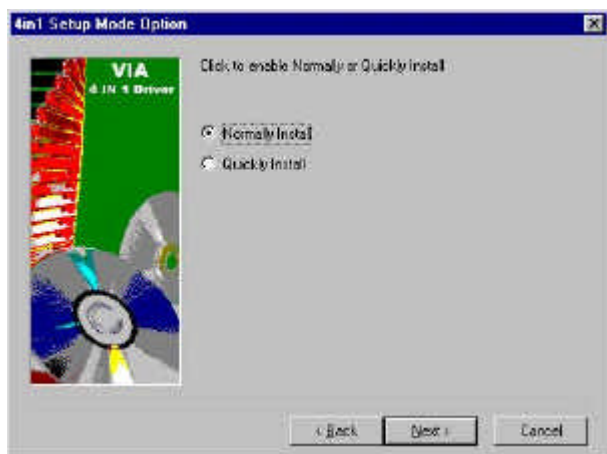 4in1 Setup Mode Option
VIA
4 IN 1 Driver
Click to enable Normally or Quickly Install
Normally Install
Quickly Install
< Back
Next >
Cancel